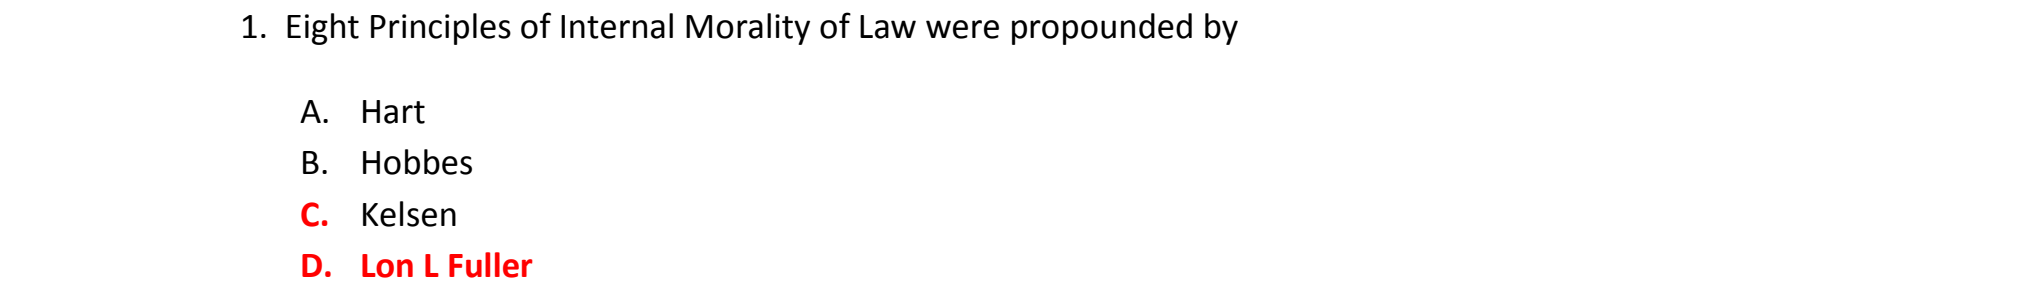 1. Eight Principles of Internal Morality of Law were propounded by
A. Hart
B. Hobbes
C. Kelsen
D. Lon L Fuller